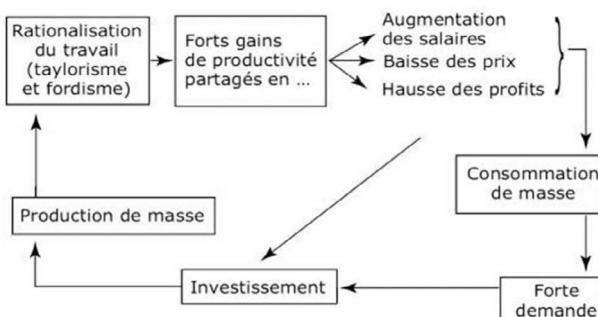 Rationalisation
du travail
(taylorisme
et fordisme)
Forts gains
de productivité
partagés en ...
Augmentation
des salaires
Baisse des prix
Hausse des profits
Consommation
de masse
Forte
demande
Investissement
Production de masse